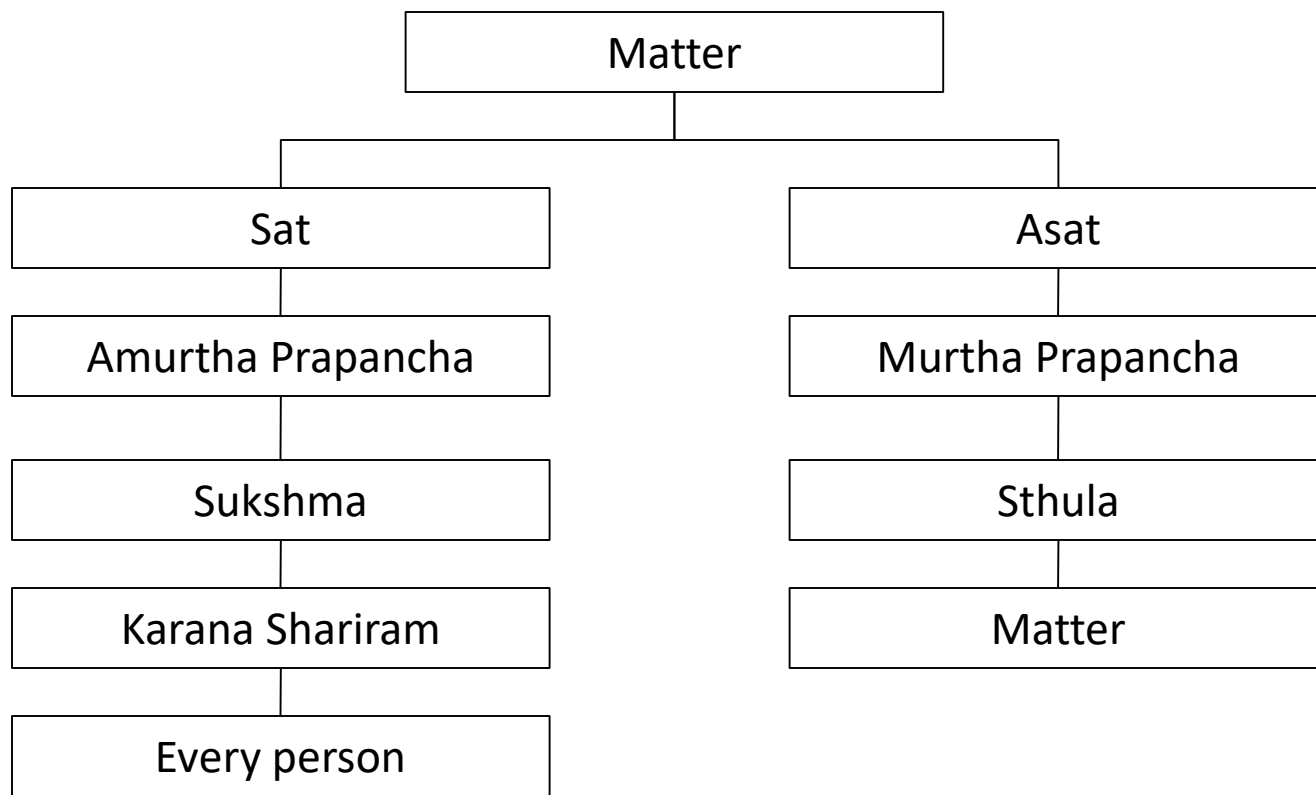 Matter
Sat
Asat
Amurtha Prapancha
Murtha Prapancha
Sukshma
Sthula
Karana Shariram
Matter
Every person